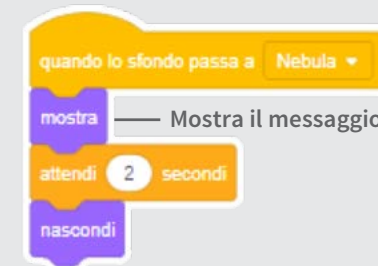 quando lo sfondo passa a Nebula
mostra Mostra il messaggio
attendi 2 secondi
nascondi